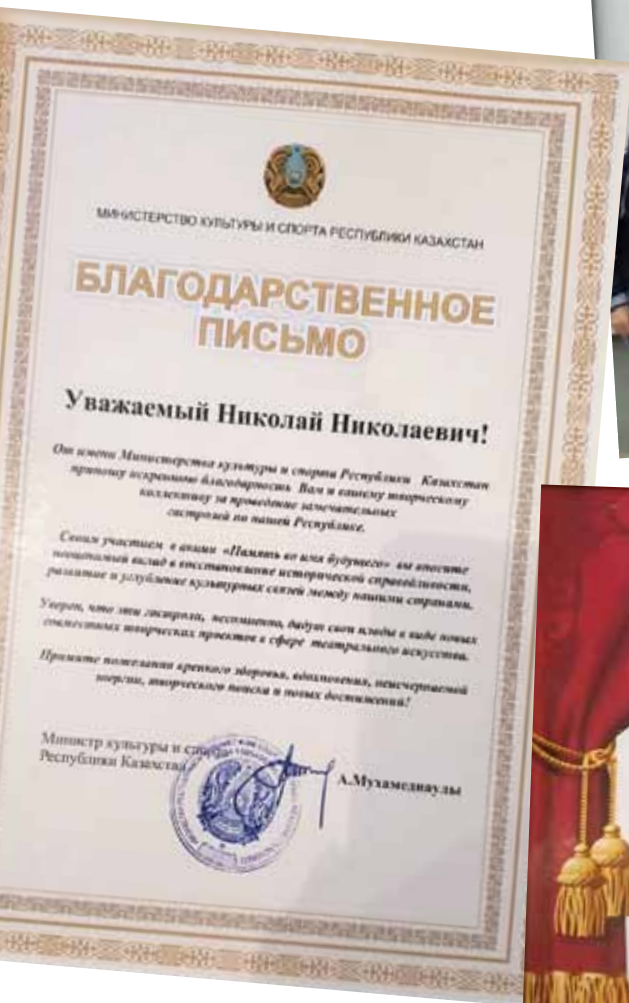 МИНИСТЕРСТВО КУЛЬТУРЫ И СПОРТА РЕСПУБЛИКИ КАЗАХСТАН
БЛАГОДАРСТВЕННОЕ
ПИСЬМО
Уважаемый Николай Николаевич!
От имени Министерства культуры и спорта Республики Казахстан
приношу искреннюю благодарность Вам и вашему творческому
коллективу за проведение замечательных
гастролей по нашей Республике.
Своим участием в акции «Память во имя будущего» вы вносите
неоценимый вклад в восстановление исторической справедливости,
развитие и углубление культурных связей между нашими странами.
Уверен, что эти гастроли, несомненно, дадут свои плоды в виде новых
совместных творческих проектов в сфере театрального искусства.
Примите пожелания крепкого здоровья, вдохновения, неисчерпаемой
энергии, творческого поиска и новых достижений!
Министр культуры и спорта
Республики Казахстан
А.Мухамедиаулы